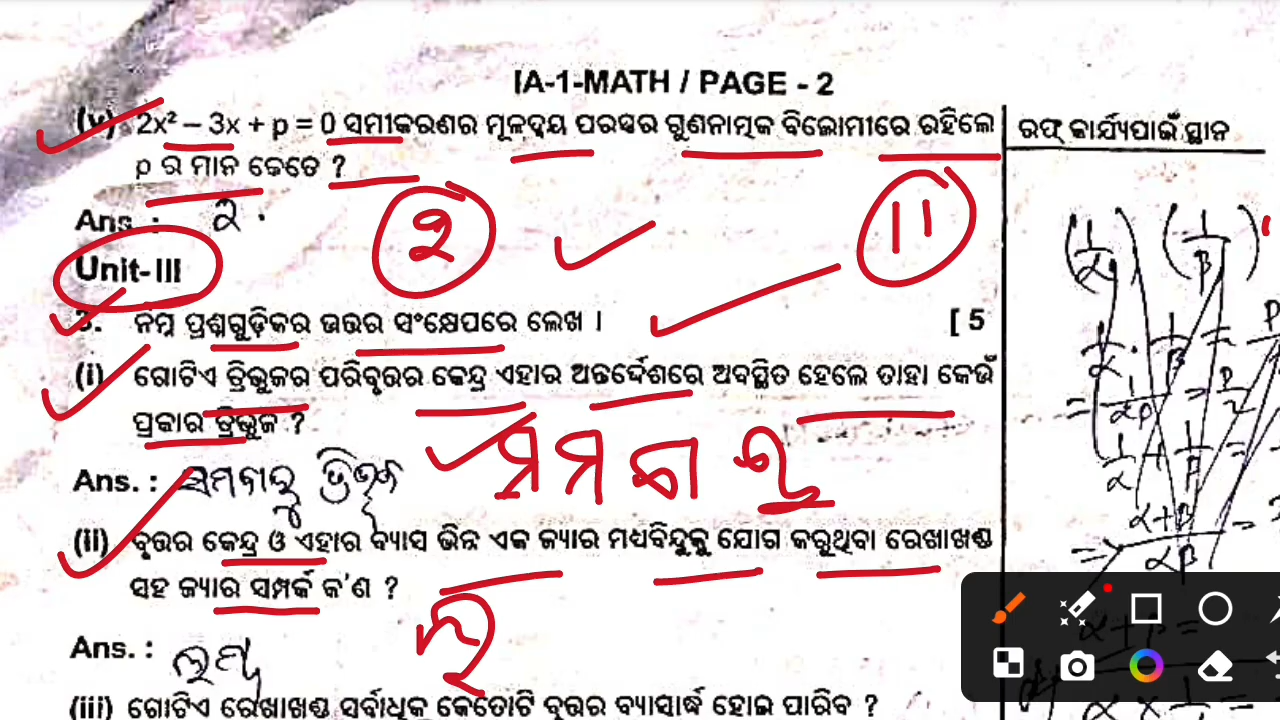 IA-1-MATH / PAGE - 2
(v) 2x² – 3x + p = 0 ସମୀକରଣର ମୂଳଦ୍ୱୟ ପରସ୍ପର ଗୁଣନାତ୍ମକ ବିଲୋମୀରେ ରହିଲେ
ରଫ୍ କାର୍ଯ୍ୟପାଇଁ ସ୍ଥାନ
p ର ମାନ କେତେ ?
Ans. : 2
2
11
Unit-III
3. ନିମ୍ନ ପ୍ରଶ୍ନଗୁଡ଼ିକର ଉତ୍ତର ସଂକ୍ଷେପରେ ଲେଖ । [ 5
(i) ଗୋଟିଏ ତ୍ରିଭୁଜର ପରିବୃତ୍ତର କେନ୍ଦ୍ର ଏହାର ଅନ୍ତର୍ଦ୍ଦେଶରେ ଅବସ୍ଥିତ ହେଲେ ତାହା କେଉଁ
ପ୍ରକାର ତ୍ରିଭୁଜ ?
Ans. : ତ୍ରିଭୁଜ
(ii) ବୃତ୍ତର କେନ୍ଦ୍ର ଓ ଏହାର ବ୍ୟାସ ଭିନ୍ନ ଏକ ଜ୍ୟାର ମଧ୍ୟବିନ୍ଦୁକୁ ଯୋଗ କରୁଥିବା ରେଖାଖଣ୍ଡ
ସହ ଜ୍ୟାର ସମ୍ପର୍କ କ'ଣ ?
Ans. : ଲମ୍ବ
(iii) ଗୋଟିଏ ରେଖାଖଣ୍ଡ ସର୍ବାଧିକ କେତୋଟି ବୃତ୍ତର ବ୍ୟାସାର୍ଦ୍ଧ ହୋଇ ପାରିବ ?